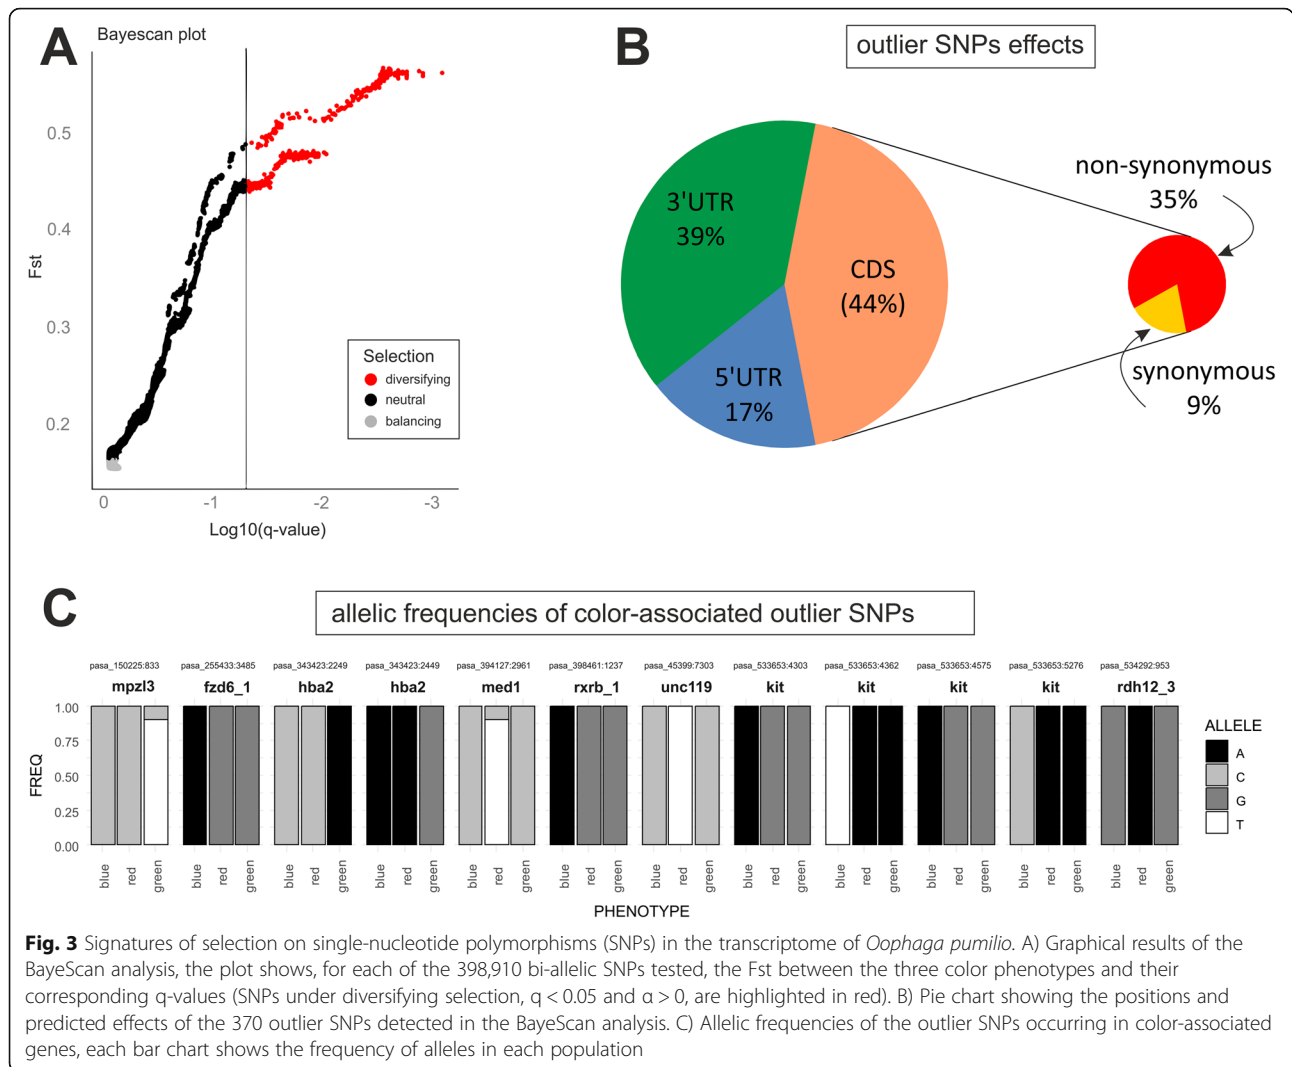 A
Bayescan plot
0.5
0.4
0.3
0.2
Fst
0 -1 -2 -3
Log10(q-value)
Selection
diversifying
neutral
balancing
B
outlier SNPs effects
3'UTR
39%
CDS
(44%)
5'UTR
17%
non-synonymous
35%
synonymous
9%
C
allelic frequencies of color-associated outlier SNPs
pasa_150225:833 pasa_255433:3485 pasa_343423:2249 pasa_343423:2449 pasa_394127:2961 pasa_398461:1237 pasa_45399:7303 pasa_533653:4303 pasa_533653:4362 pasa_533653:4575 pasa_533653:5276 pasa_534292:953
mpzl3 fzd6_1 hba2 hba2 med1 rxrb_1 unc119 kit kit kit kit rdh12_3
1.00
0.75
0.50
0.25
0.00
FREQ
blue red green blue red green blue red green blue red green blue red green blue red green blue red green blue red green blue red green blue red green blue red green blue red green
PHENOTYPE
ALLELE
A
C
G
T
Fig. 3 Signatures of selection on single-nucleotide polymorphisms (SNPs) in the transcriptome of Oophaga pumilio. A) Graphical results of the
BayeScan analysis, the plot shows, for each of the 398,910 bi-allelic SNPs tested, the Fst between the three color phenotypes and their
corresponding q-values (SNPs under diversifying selection, q < 0.05 and α > 0, are highlighted in red). B) Pie chart showing the positions and
predicted effects of the 370 outlier SNPs detected in the BayeScan analysis. C) Allelic frequencies of the outlier SNPs occurring in color-associated
genes, each bar chart shows the frequency of alleles in each population